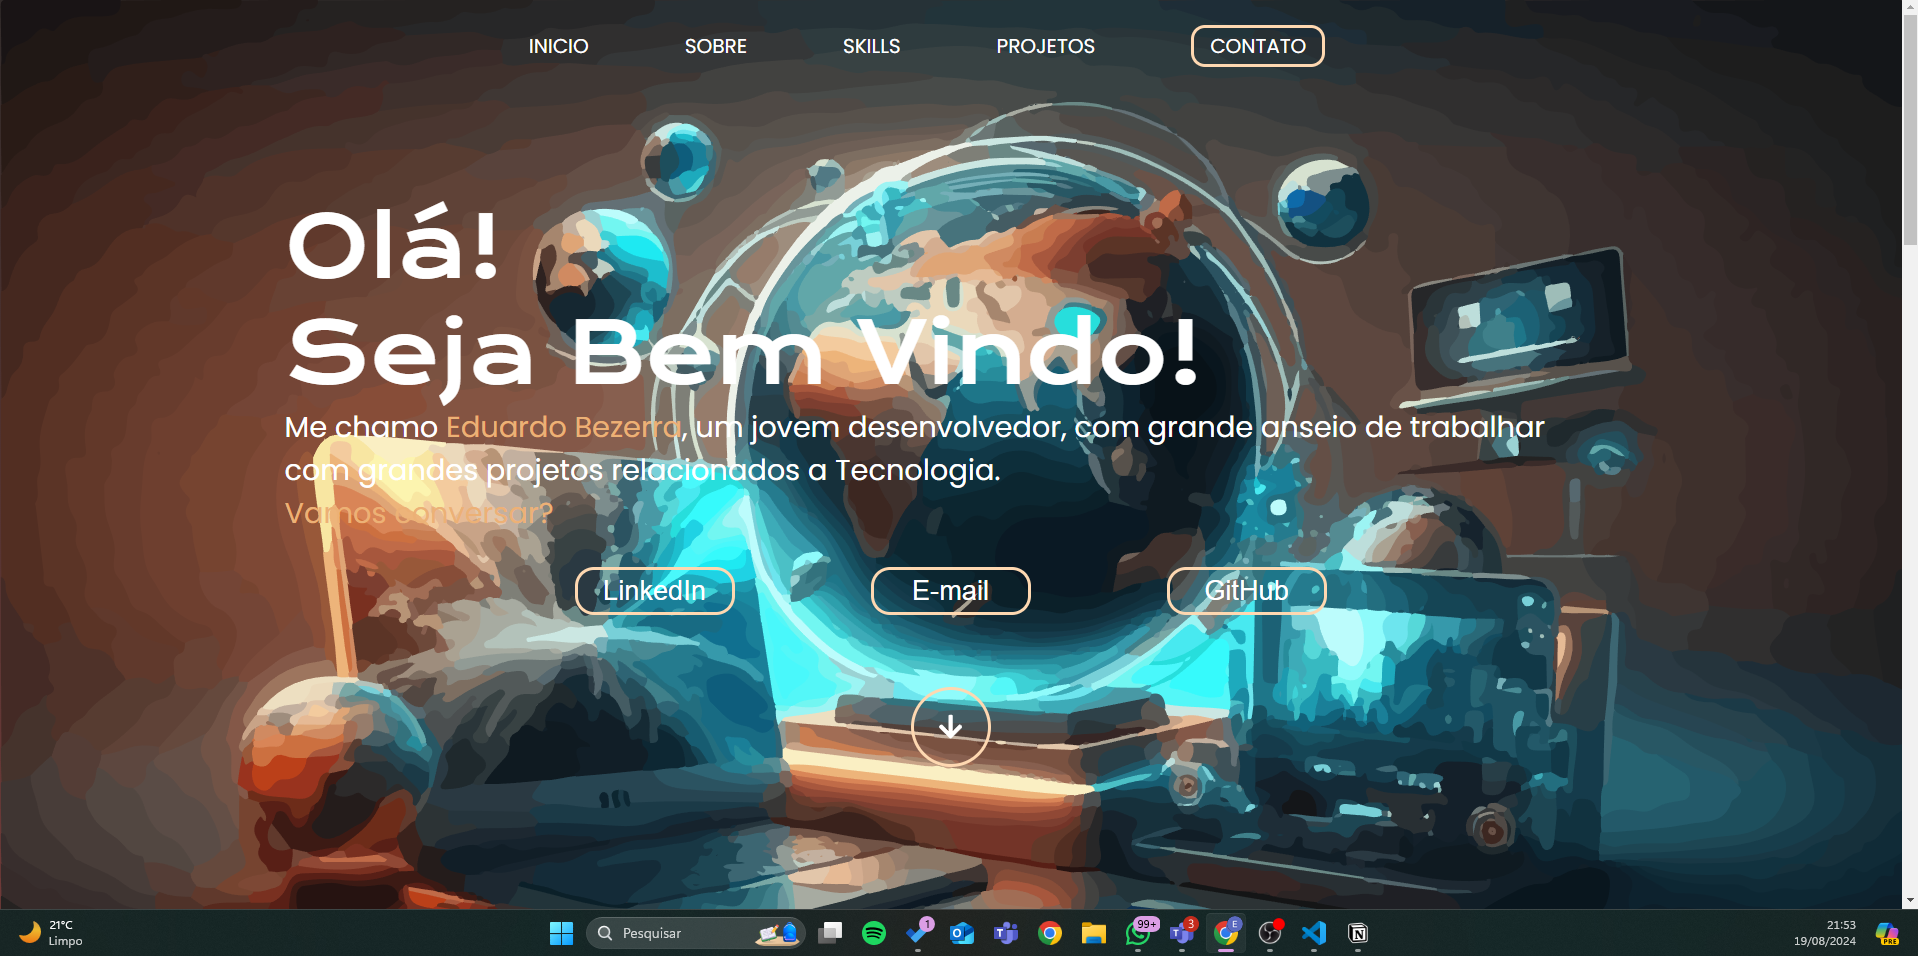 INICIO SOBRE SKILLS PROJETOS CONTATO
Olá!
Seja Bem Vindo!
Me chamo Eduardo Bezerra, um jovem desenvolvedor, com grande anseio de trabalhar
com grandes projetos relacionados a Tecnologia.
Vamos conversar?
LinkedIn E-mail GitHub
21°C
Limpo
Pesquisar
1
99+
3
E
21:53
19/08/2024
PRE